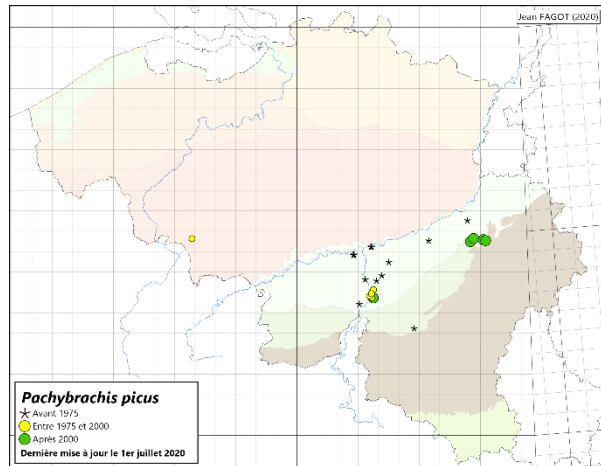 Jean FAGOT (2020)
Pachybrachis picus
Avant 1975
Entre 1975 et 2000
Après 2000
Dernière mise à jour le 1er juillet 2020